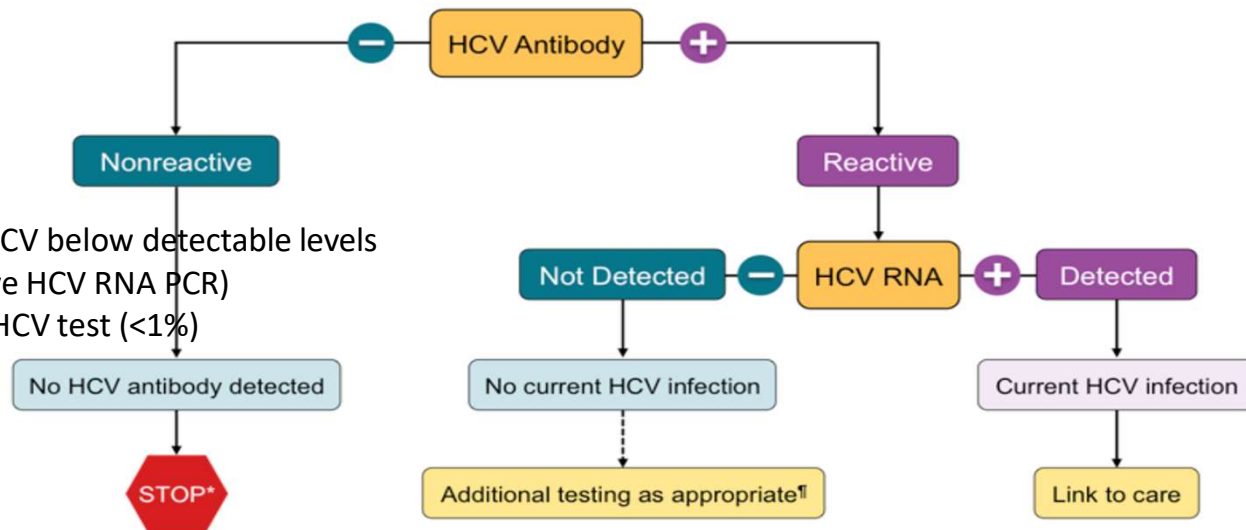 HCV Antibody
Nonreactive
Reactive
CV below detectable levels
e HCV RNA PCR)
HCV test (<1%)
Not Detected
HCV RNA
Detected
No HCV antibody detected
No current HCV infection
Current HCV infection
STOP*
Additional testing as appropriate¶
Link to care